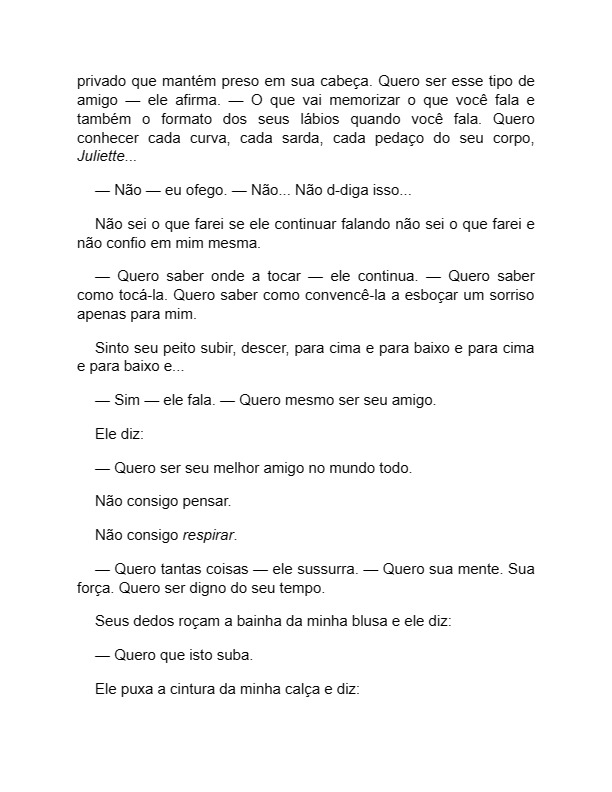 privado que mantém preso em sua cabeça. Quero ser esse tipo de
amigo — ele afirma. — O que vai memorizar o que você fala e
também o formato dos seus lábios quando você fala. Quero
conhecer cada curva, cada sarda, cada pedaço do seu corpo,
Juliette...
— Não — eu ofego. — Não... Não d-diga isso...
Não sei o que farei se ele continuar falando não sei o que farei e
não confio em mim mesma.
— Quero saber onde a tocar — ele continua. — Quero saber
como tocá-la. Quero saber como convencê-la a esboçar um sorriso
apenas para mim.
Sinto seu peito subir, descer, para cima e para baixo e para cima
e para baixo e...
— Sim — ele fala. — Quero mesmo ser seu amigo.
Ele diz:
— Quero ser seu melhor amigo no mundo todo.
Não consigo pensar.
Não consigo respirar.
— Quero tantas coisas — ele sussurra. — Quero sua mente. Sua
força. Quero ser digno do seu tempo.
Seus dedos roçam a bainha da minha blusa e ele diz:
— Quero que isto suba.
Ele puxa a cintura da minha calça e diz: